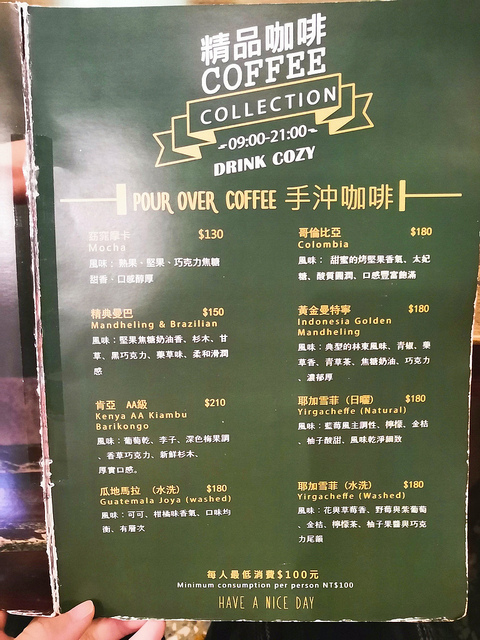 精品咖啡
COFFEE
COLLECTION
09:00-21:00
DRINK COZY
POUR OVER COFFEE 手沖咖啡
摩卡 $130
Mocha
風味：熟果、堅果、巧克力焦糖
甜香、口感醇厚
精典曼巴 $150
Mandheling & Brazilian
風味：堅果焦糖奶油香、杉木、甘
草、黑巧克力、藥草味、柔和滑潤
感
肯亞 AA級 $210
Kenya AA Kiambu
Barikongo
風味：葡萄乾、李子、深色梅果調
、香草巧克力、新鮮杉木、
厚實口感。
瓜地馬拉 （水洗） $180
Guatemala Joya (washed)
風味：可可、柑橘味香氣、口味均
衡、有層次
哥倫比亞 $180
Colombia
風味： 甜蜜的烤堅果香氣、太妃
糖、酸質圓潤、口感豐富飽滿
黃金曼特寧 $180
Indonesia Golden
Mandheling
風味：典型的林東風味、青椒、藥
草香、青草茶、焦糖奶油、巧克力
、濃郁厚
耶加雪菲（日曬） $180
Yirgacheffe (Natural)
風味：藍莓風主調性、檸檬、金桔
、柚子酸甜、風味乾淨細致
耶加雪菲（水洗） $180
Yirgacheffe (Washed)
風味：花與草莓香、野莓與紫葡萄
、金桔、檸檬茶、柚子果醬與巧克
力尾韻
每人最低消費$100元
Minimum consumption per person NT$100
HAVE A NICE DAY